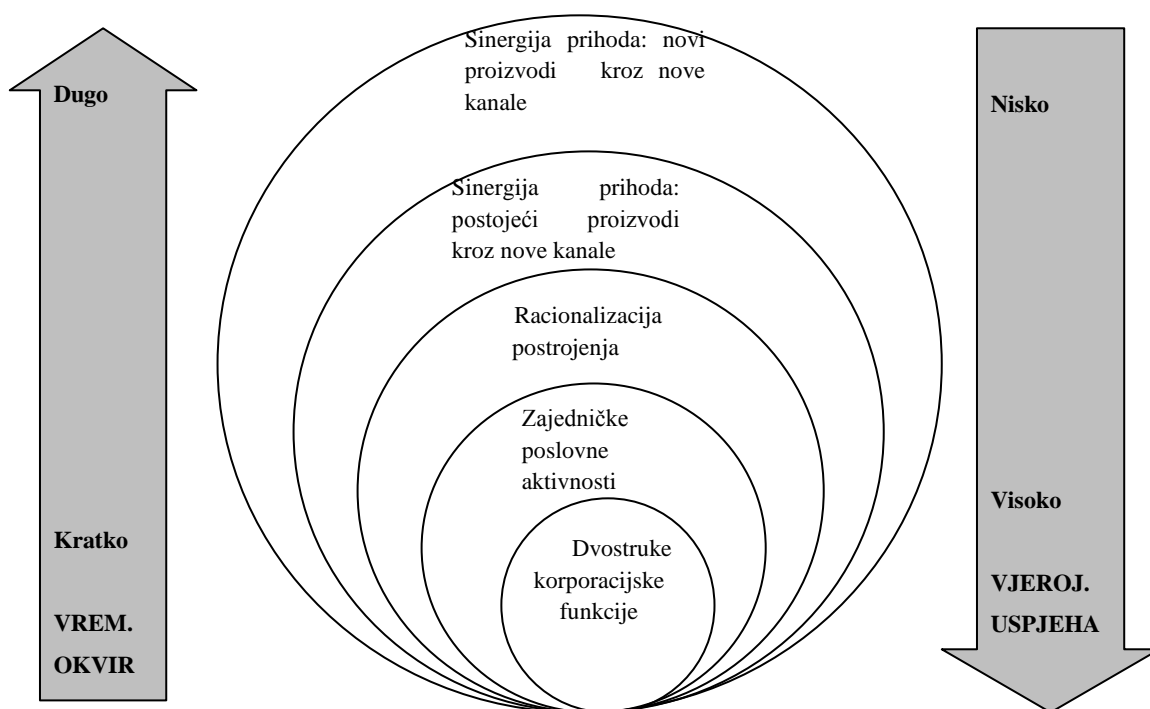 Dugo
Kratko
VREM.
OKVIR
Sinergija prihoda: novi
proizvodi kroz nove
kanale
Sinergija prihoda:
postojeći proizvodi
kroz nove kanale
Racionalizacija
postrojenja
Zajedničke
poslovne
aktivnosti
Dvostruke
korporacijske
funkcije
Nisko
Visoko
VJEROJ.
USPJEHA